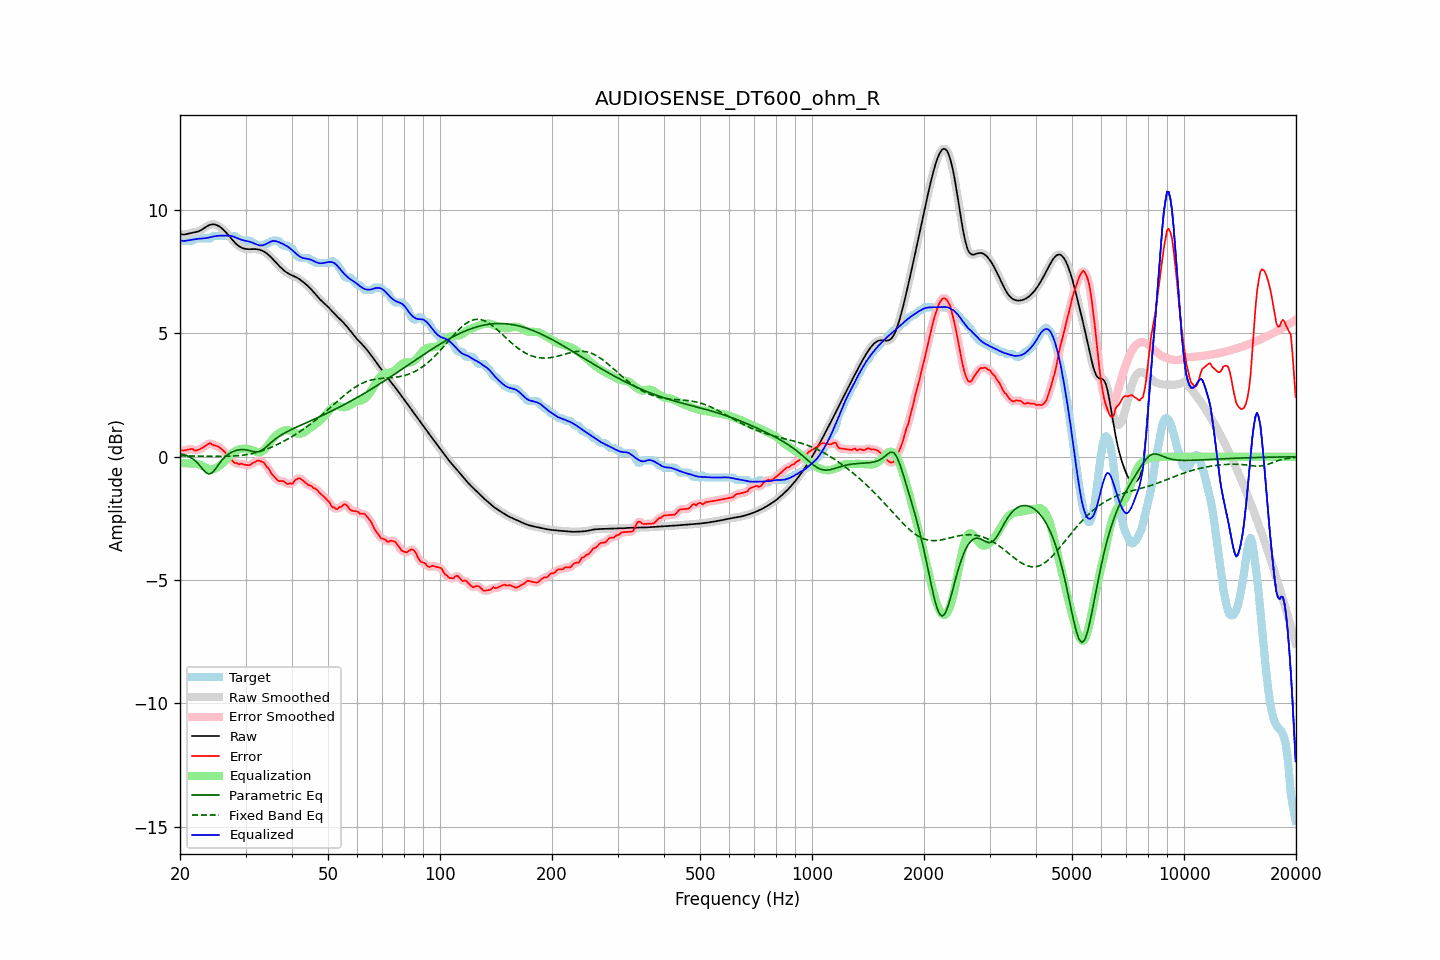 AUDIOSENSE_DT600_ohm_R
Amplitude (dBr)
10
5
0
−5
−10
−15
Target
Raw Smoothed
Error Smoothed
Raw
Error
Equalization
Parametric Eq
Fixed Band Eq
Equalized
20 50 100 200 500 1000 2000 5000 10000 20000
Frequency (Hz)